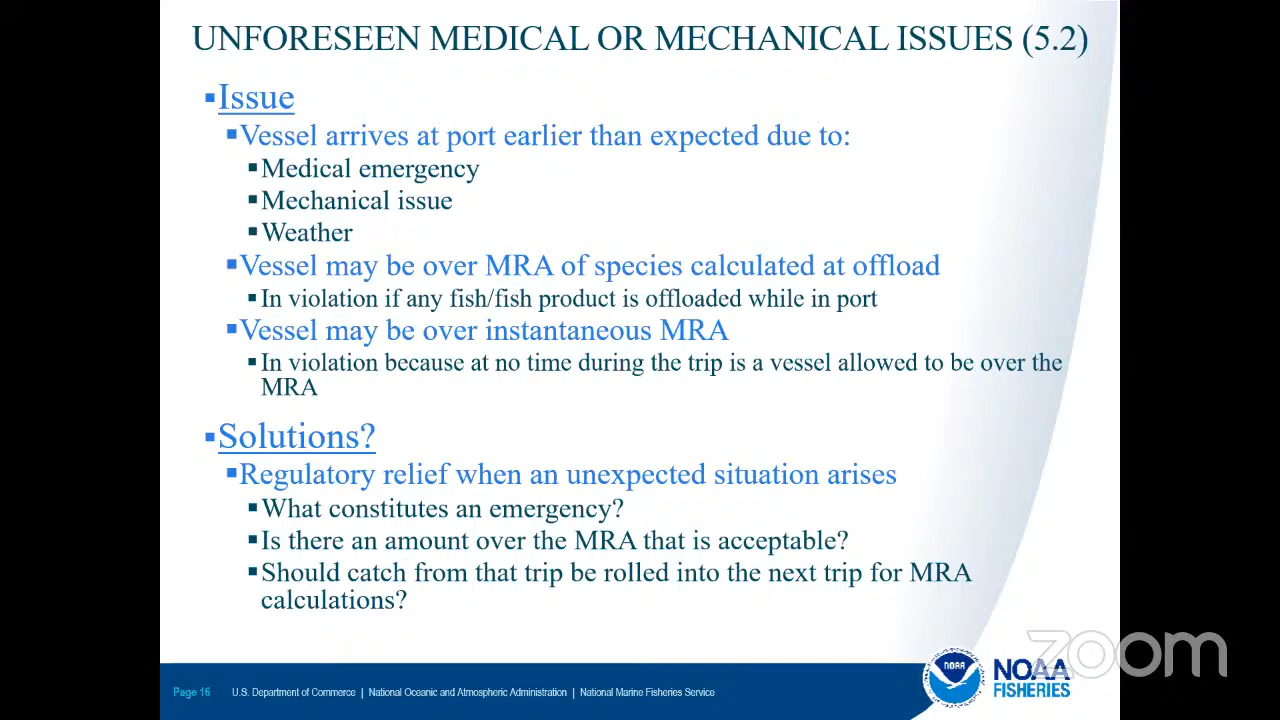 UNFORESEEN MEDICAL OR MECHANICAL ISSUES (5.2)
▪Issue
▪Vessel arrives at port earlier than expected due to:
▪Medical emergency
▪Mechanical issue
▪Weather
▪Vessel may be over MRA of species calculated at offload
▪In violation if any fish/fish product is offloaded while in port
▪Vessel may be over instantaneous MRA
▪In violation because at no time during the trip is a vessel allowed to be over the
MRA
▪Solutions?
▪Regulatory relief when an unexpected situation arises
▪What constitutes an emergency?
▪Is there an amount over the MRA that is acceptable?
▪Should catch from that trip be rolled into the next trip for MRA
calculations?
zoom
Page 16 U.S. Department of Commerce | National Oceanic and Atmospheric Administration | National Marine Fisheries Service
NOAA
NOAA
FISHERIES